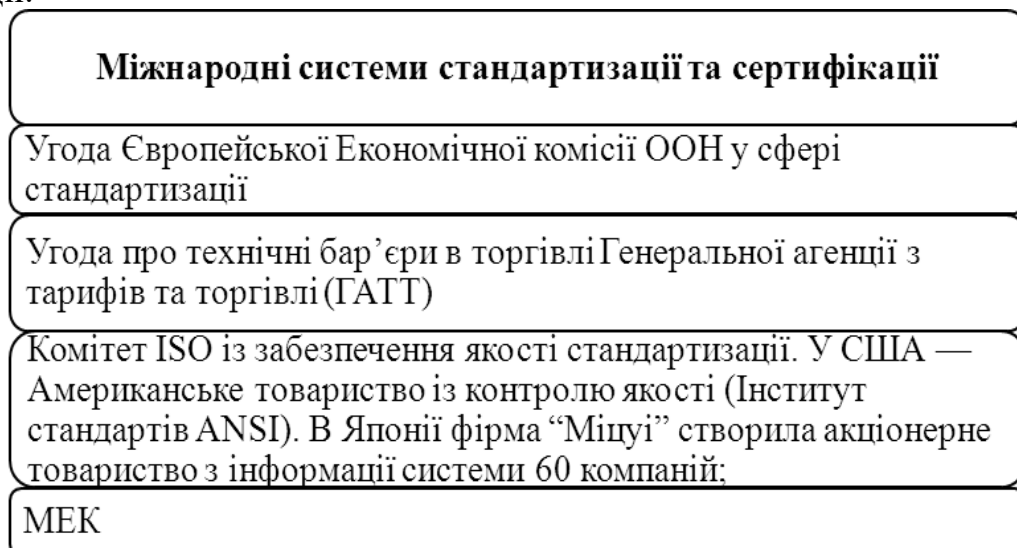 ції.
Міжнародні системи стандартизації та сертифікації
Угода Європейської Економічної комісії ООН у сфері
стандартизації
Угода про технічні бар’єри в торгівлі Генеральної агенції з
тарифів та торгівлі (ГАТТ)
Комітет ISO із забезпечення якості стандартизації. У США —
Американське товариство із контролю якості (Інститут
стандартів ANSI). В Японії фірма “Міцуі” створила акціонерне
товариство з інформації системи 60 компаній;
МЕК